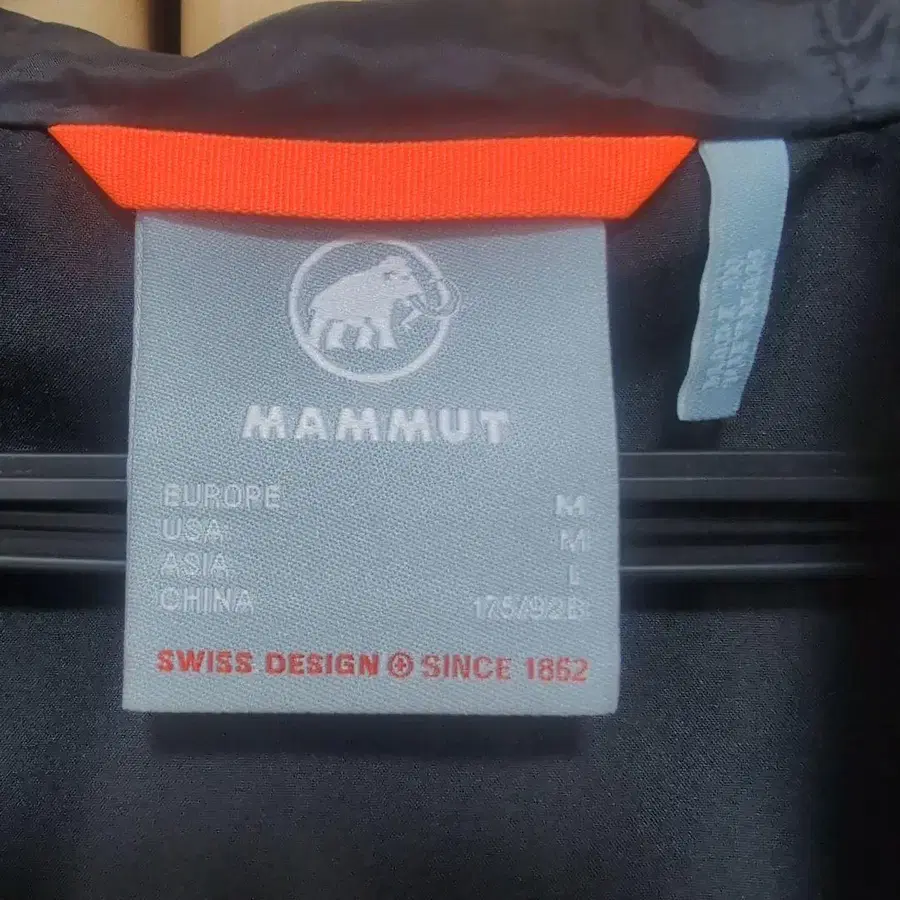 MAMMUT
EUROPE M
USA M
ASIA L
CHINA 175/92B
SWISS DESIGN SINCE 1862